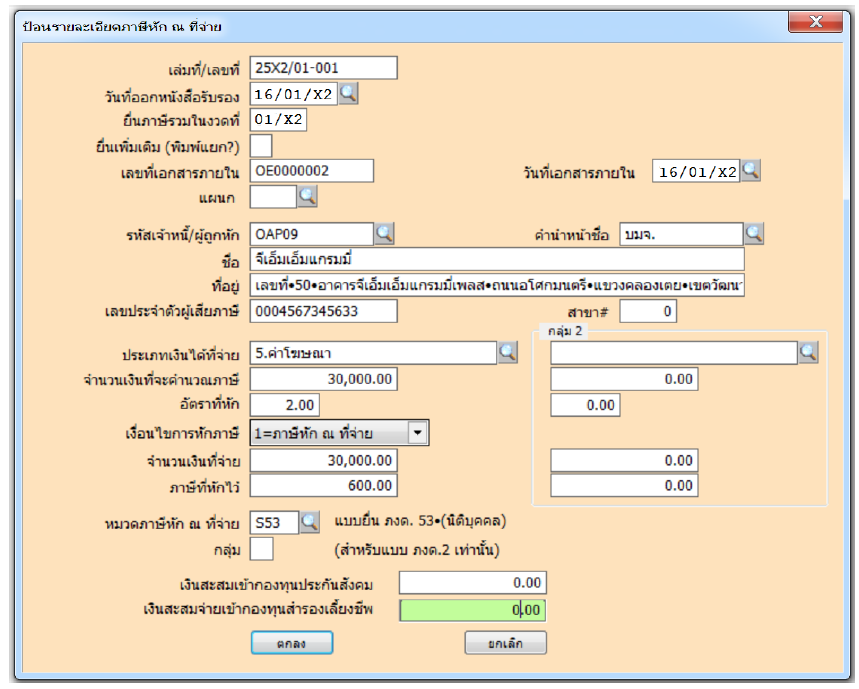 ป้อนรายละเอียดภาษีหัก ณ ที่จ่าย
X
เล่มที่/เลขที่ 25X2/01-001
วันที่ออกหนังสือรับรอง 16/01/X2
ยื่นภาษีรวมในงวดที่ 01/X2
ยื่นเพิ่มเติม (พิมพ์แยก?)
เลขที่เอกสารภายใน OE0000002 วันที่เอกสารภายใน 16/01/X2
แผนก
รหัสเจ้าหนี้/ผู้ถูกหัก OAP09 คำนำหน้าชื่อ บมจ.
ชื่อ จีเอ็มเอ็มแกรมมี่
ที่อยู่ เลขที่•50•อาคารจีเอ็มเอ็มแกรมมี่เพลส•ถนนอโศกมนตรี•แขวงคลองเตย•เขตวัฒนา
เลขประจำตัวผู้เสียภาษี 0004567345633 สาขา# 0
กลุ่ม 2
ประเภทเงินได้ที่จ่าย 5.ค่าโฆษณา
จำนวนเงินที่จะคำนวณภาษี 30,000.00 0.00
อัตราที่หัก 2.00 0.00
เงื่อนไขการหักภาษี 1=ภาษีหัก ณ ที่จ่าย
จำนวนเงินที่จ่าย 30,000.00 0.00
ภาษีที่หักไว้ 600.00 0.00
หมวดภาษีหัก ณ ที่จ่าย S53 แบบยื่น ภงด. 53•(นิติบุคคล)
กลุ่ม (สำหรับแบบ ภงด.2 เท่านั้น)
เงินสะสมเข้ากองทุนประกันสังคม 0.00
เงินสะสมจ่ายเข้ากองทุนสำรองเลี้ยงชีพ 0.00
ตกลง ยกเลิก